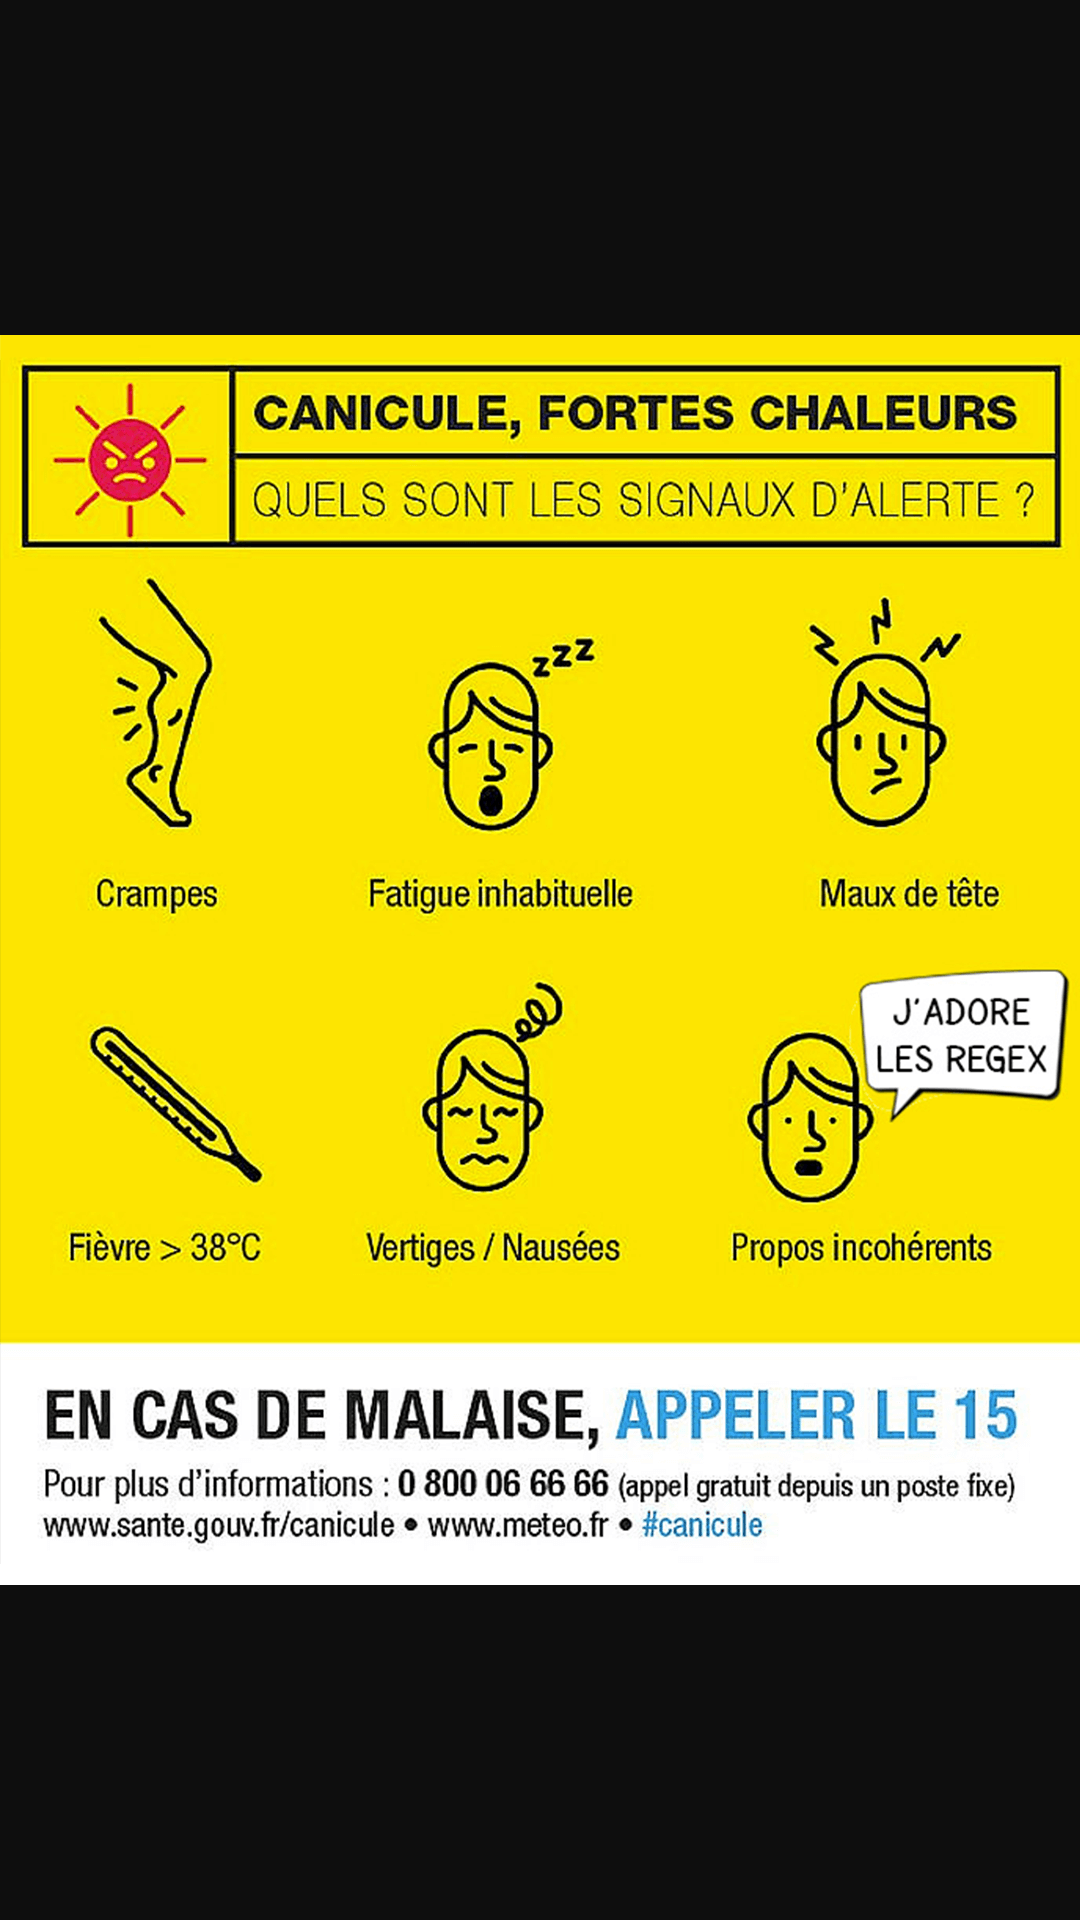 CANICULE, FORTES CHALEURS
QUELS SONT LES SIGNAUX D'ALERTE ?
zzz
Crampes
Fatigue inhabituelle
Maux de tête
J'ADORE
LES REGEX
Fièvre > 38°C
Vertiges / Nausées
Propos incohérents
EN CAS DE MALAISE, APPELER LE 15
Pour plus d'informations : 0 800 06 66 66 (appel gratuit depuis un poste fixe)
www.sante.gouv.fr/canicule • www.meteo.fr • #canicule